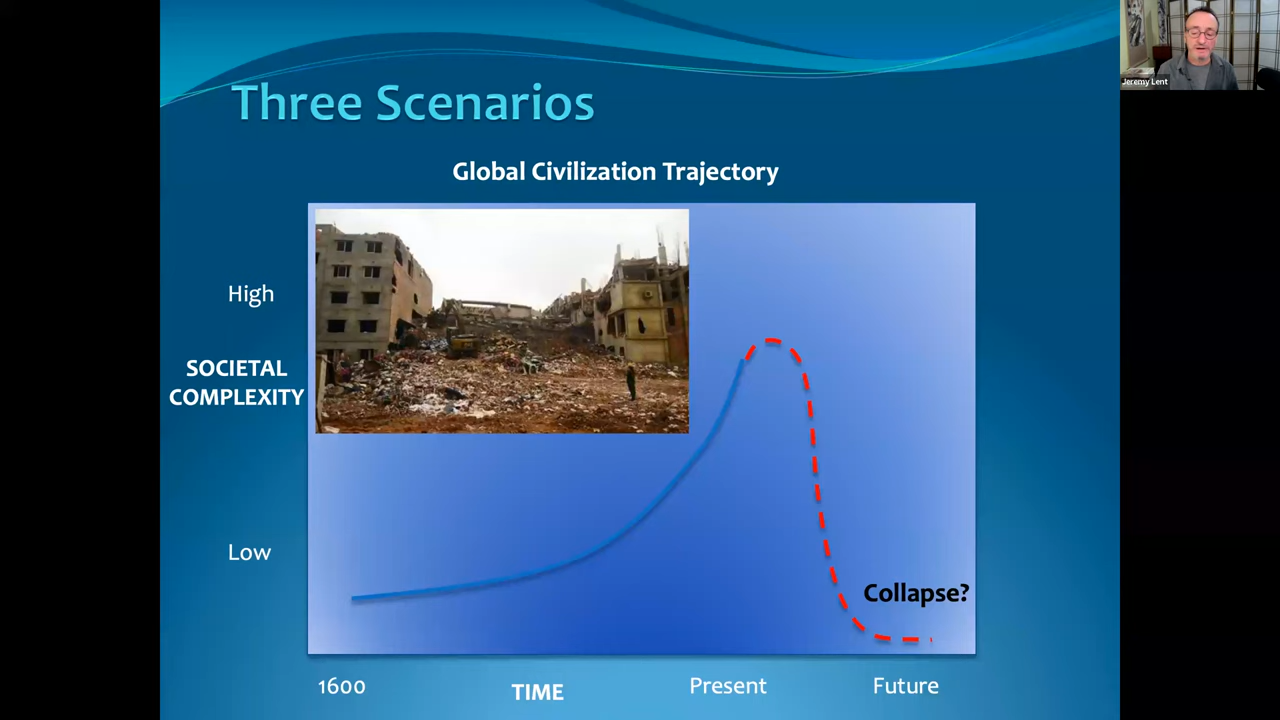 Jeremy Lent
Three Scenarios
Global Civilization Trajectory
High
SOCIETAL
COMPLEXITY
Low
Collapse?
1600
TIME
Present
Future